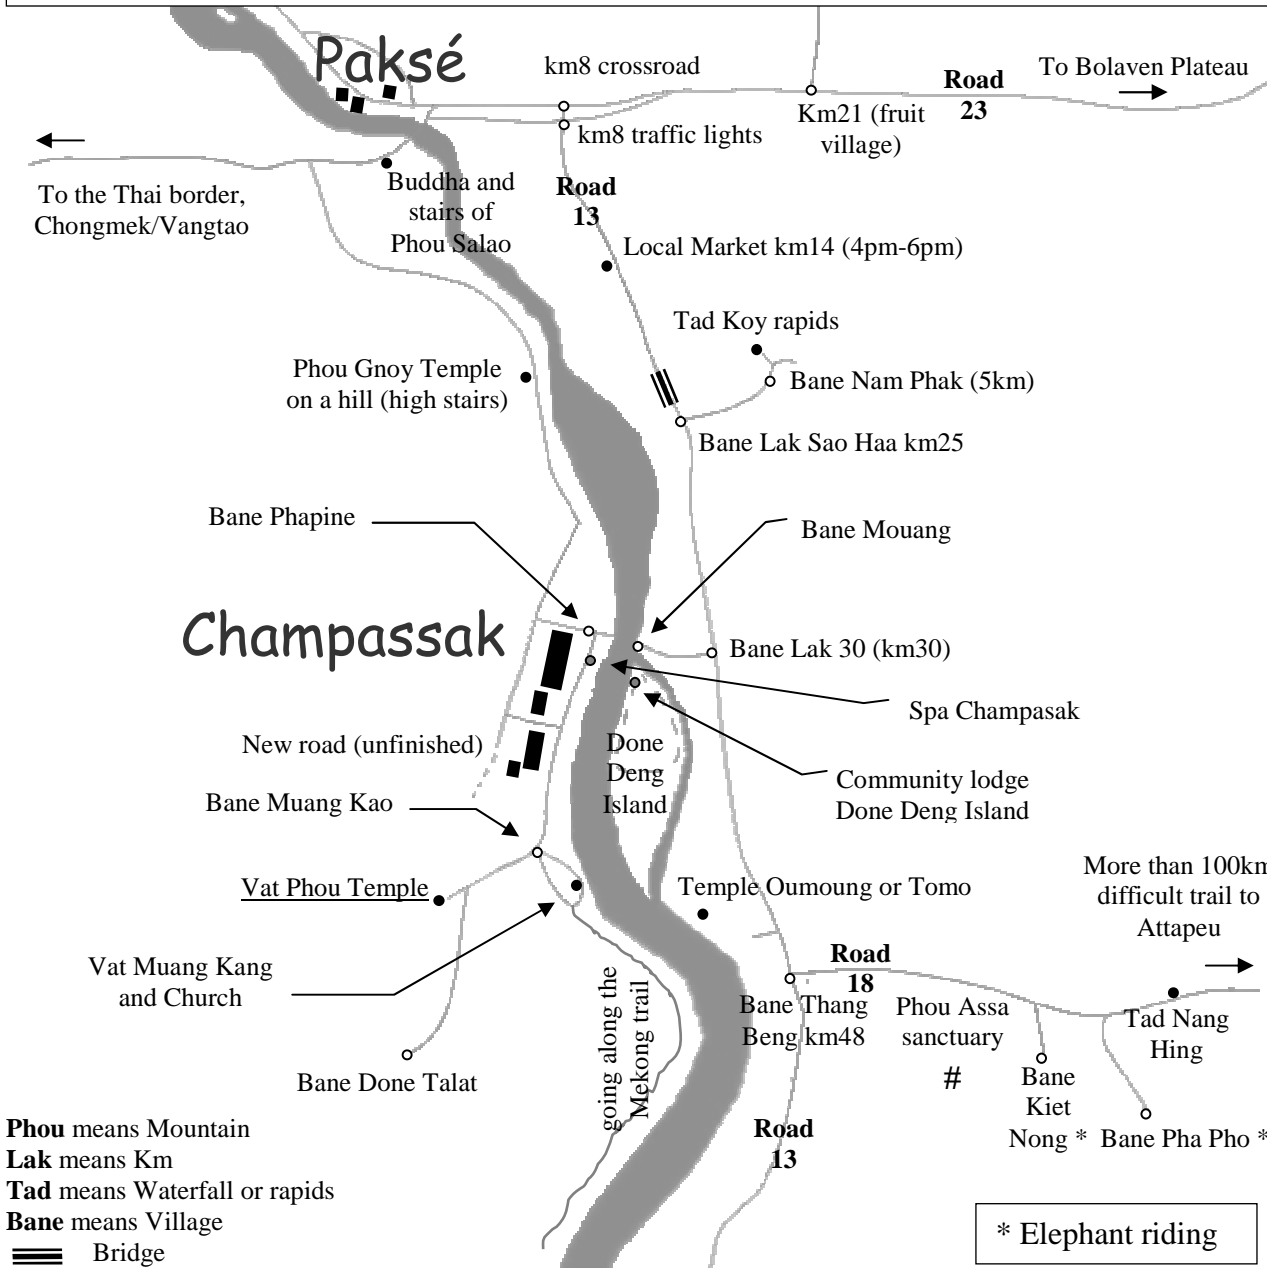 Paksé
km8 crossroad
Road
23
To Bolaven Plateau
Km21 (fruit
village)
km8 traffic lights
To the Thai border,
Chongmek/Vangtao
Buddha and
stairs of
Phou Salao
Road
13
Local Market km14 (4pm-6pm)
Tad Koy rapids
Phou Gnoy Temple
on a hill (high stairs)
Bane Nam Phak (5km)
Bane Lak Sao Haa km25
Bane Phapine
Bane Mouang
Champassak
Bane Lak 30 (km30)
Spa Champasak
New road (unfinished)
Done
Deng
Island
Community lodge
Done Deng Island
Bane Muang Kao
Vat Phou Temple
Temple Oumoung or Tomo
More than 100km
difficult trail to
Attapeu
Vat Muang Kang
and Church
going along the
Mekong trail
Road
18
Bane Thang
Beng km48
Phou Assa
sanctuary
#
Tad Nang
Hing
Bane Done Talat
Bane
Kiet
Nong *
Bane Pha Pho *
Road
13
Phou means Mountain
Lak means Km
Tad means Waterfall or rapids
Bane means Village
Bridge
* Elephant riding